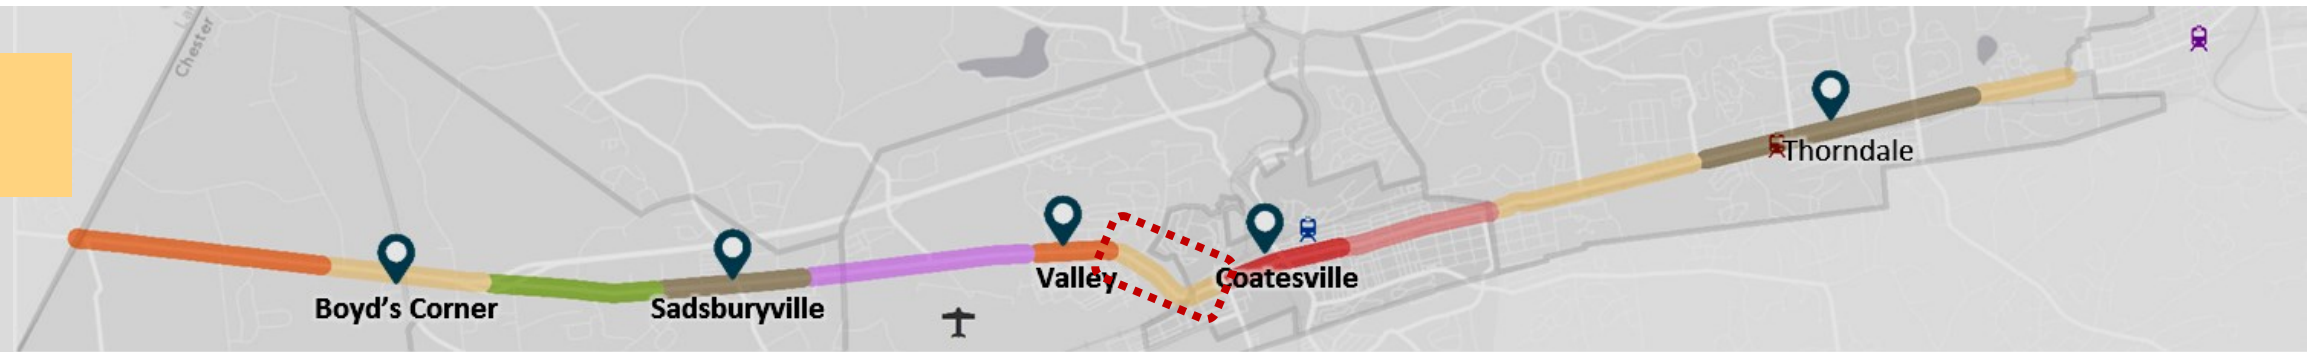 Chester
Boyd's Corner
Sadsburyville
Valley
Coatesville
Thorndale